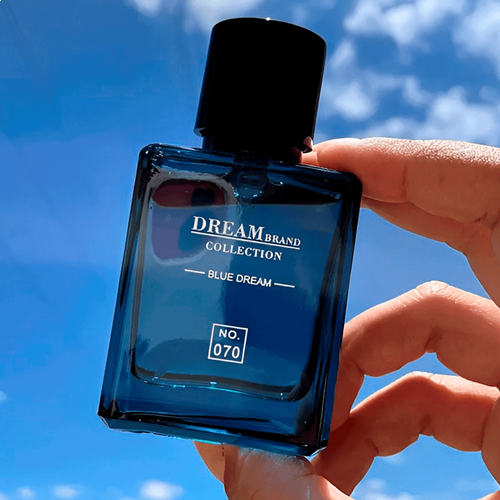 DREAM BRAND
COLLECTION
— BLUE DREAM —
NO.
070